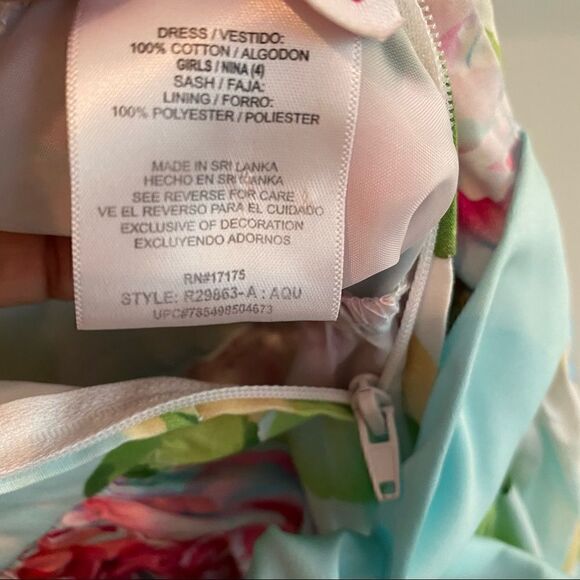 DRESS / VESTIDO:
100% COTTON / ALGODON
GIRLS / NINA (4)
SASH / FAJA:
LINING / FORRO:
100% POLYESTER / POLIESTER
MADE IN SRI LANKA
HECHO EN SRI LANKA
SEE REVERSE FOR CARE
VE EL REVERSO PARA EL CUIDADO
EXCLUSIVE OF DECORATION
EXCLUYENDO ADORNOS
RN#17175
STYLE: R29863-A : AQU
UPC#785498504673